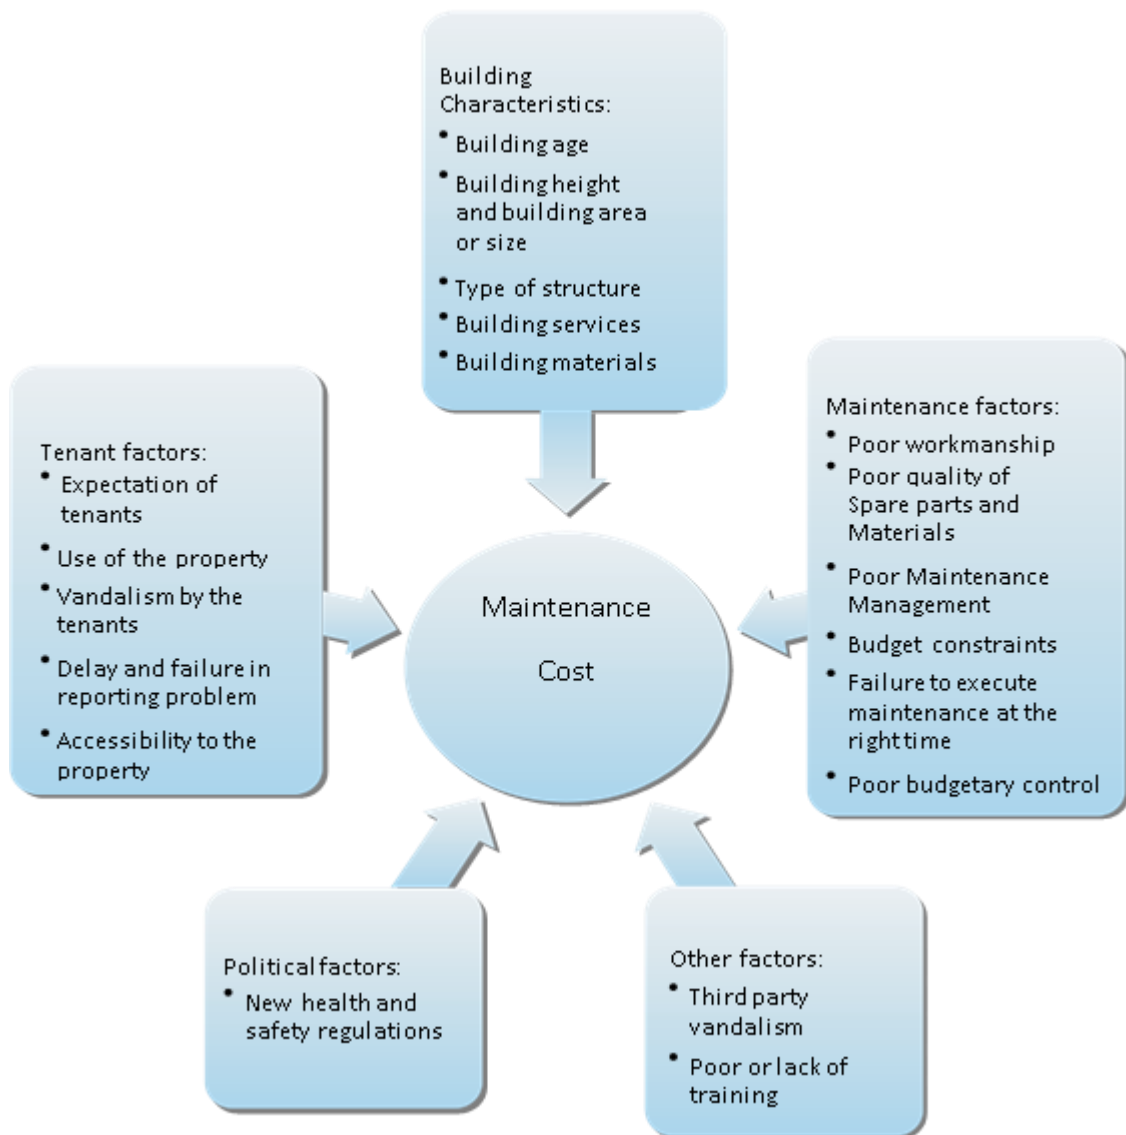 Building
Characteristics:
• Building age
• Building height
and building area
or size
• Type of structure
• Building services
• Building materials
Tenant factors:
• Expectation of
tenants
• Use of the property
• Vandalism by the
tenants
• Delay and failure in
reporting problem
• Accessibility to the
property
Maintenance
Cost
Maintenance factors:
• Poor workmanship
• Poor quality of
Spare parts and
Materials
• Poor Maintenance
Management
• Budget constraints
• Failure to execute
maintenance at the
right time
• Poor budgetary control
Political factors:
• New health and
safety regulations
Other factors:
• Third party
vandalism
• Poor or lack of
training